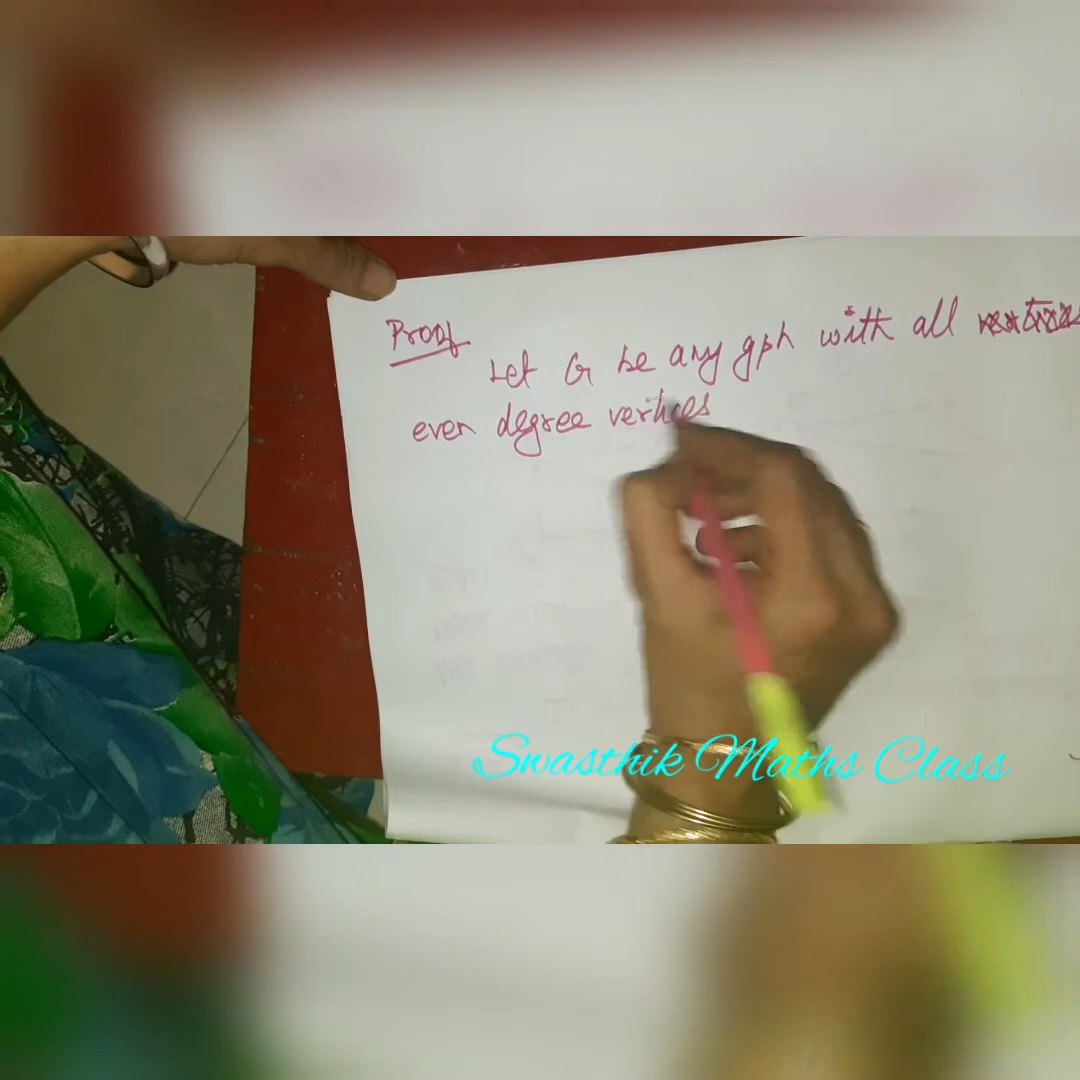 Proof
Let G be any gph with all
even degree vertices
Swasthik Maths Class